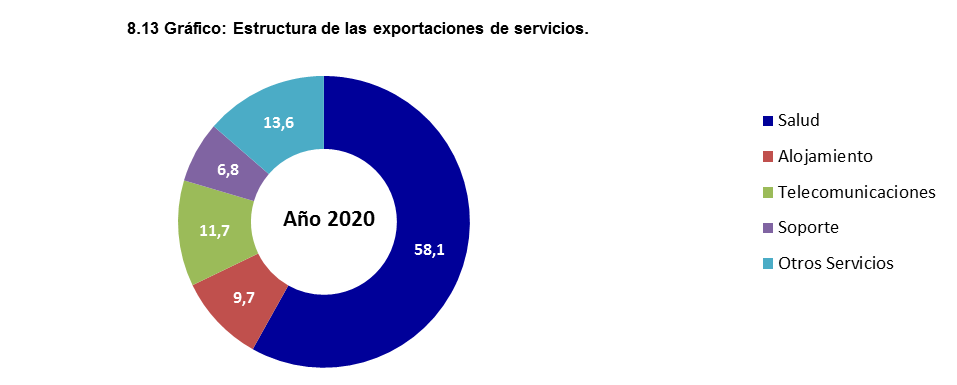 8.13 Gráfico: Estructura de las exportaciones de servicios.
13,6
6,8
11,7
9,7
58,1
Año 2020
Salud
Alojamiento
Telecomunicaciones
Soporte
Otros Servicios